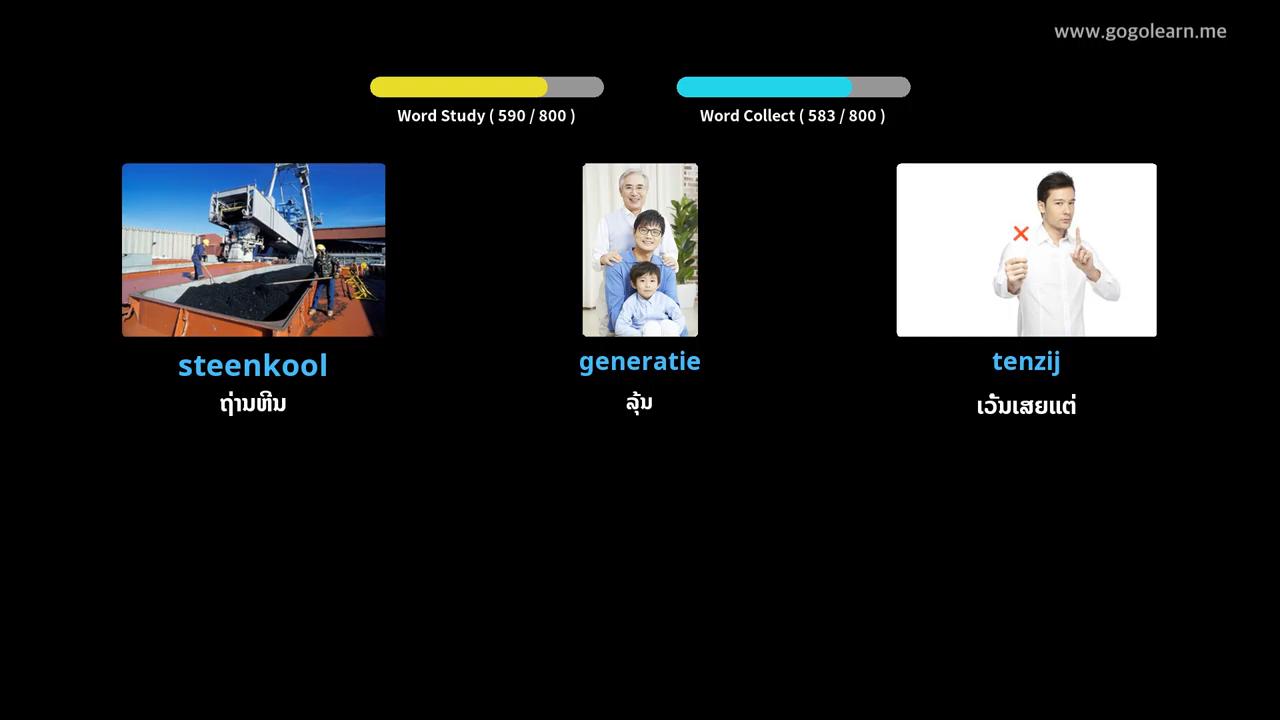 www.gogolearn.me
Word Study ( 590 / 800 )
Word Collect ( 583 / 800 )
steenkool
generatie
tenzij
ຖ່ານຫີນ
ລຸ້ນ
ເວັ້ນເສຍແຕ່